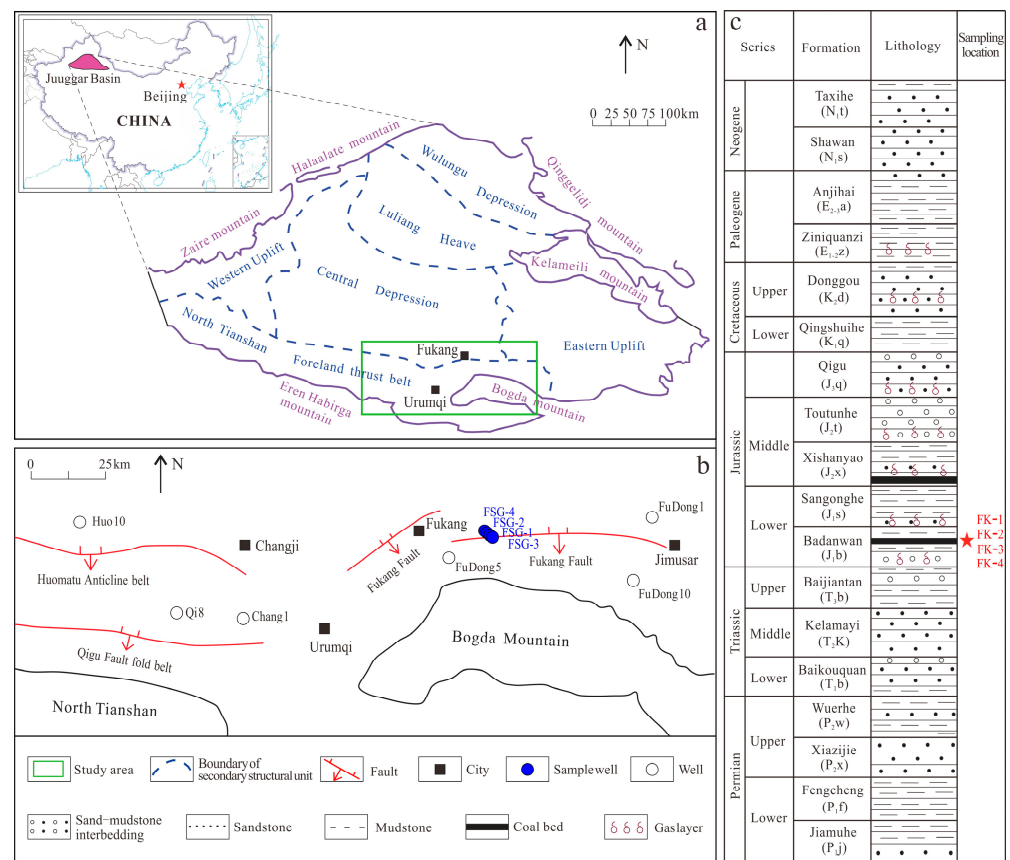 a
Juuggar Basin
Beijing
CHINA
N
0 25 50 75 100km
Halaalate mountain
Wulungu
Depression
Qinggelidi
mountain
Zaire mountain
Luliang
Heave
Western Uplift
Central Depression
Kelameili mountain
North Tianshan
Foreland thrust belt
Eastern Uplift
Fukang
Urumqi
Bogda mountain
Eren Habirga
mountain
b
0 25km
N
Huo10
Changji
Huomatu Anticline belt
Fukang
Fukang Fault
FSG-4
FSG-2
FSG-1
FSG-3
FuDong1
FuDong5
Fukang Fault
Jimusar
FuDong10
Qi8
Chang1
Urumqi
Qigu Fault fold belt
Bogda Mountain
North Tianshan
Study area
Boundary of
secondary structural unit
Fault
City
Samplewell
Well
Sand-mudstone
interbedding
Sandstone
Mudstone
Coal bed
Gaslayer
c
Series
Formation
Lithology
Sampling
location
Neogene
Taxihe
(N₁t)
Shawan
(N₁s)
Paleogene
Anjihai
(E₂₋₃a)
Ziniquanzi
(E₁₋₂z)
Cretaceous
Upper
Donggou
(K₂d)
Lower
Qingshuihe
(K₁q)
Jurassic
Qigu
(J₃q)
Middle
Toutunhe
(J₂t)
Xishanyao
(J₂x)
Lower
Sangonghe
(J₁s)
Badanwan
(J₁b)
FK-1
FK-2
FK-3
FK-4
Triassic
Upper
Baijiantan
(T₃b)
Middle
Kelamayi
(T₂K)
Lower
Baikouquan
(T₁b)
Permian
Upper
Wuerhe
(P₂w)
Xiazijie
(P₂x)
Lower
Fengcheng
(P₁f)
Jiamuhe
(P₁j)